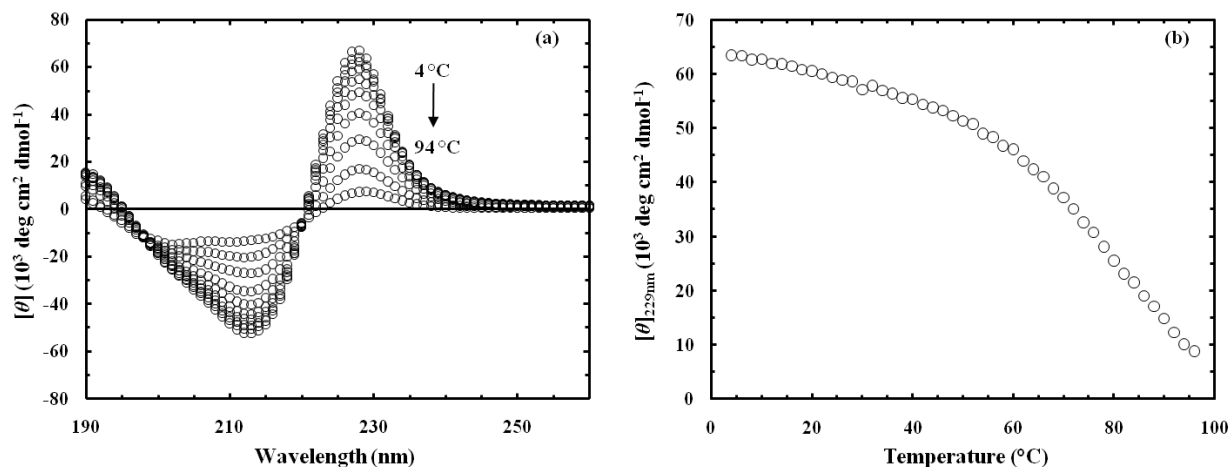 (a)
4 °C
94 °C
80
60
40
20
0
-20
-40
-60
-80
[θ] (10³ deg cm² dmol⁻¹)
190 210 230 250
Wavelength (nm)
(b)
70
60
50
40
30
20
10
0
[θ]₂₂₉nm (10³ deg cm² dmol⁻¹)
0 20 40 60 80 100
Temperature (°C)